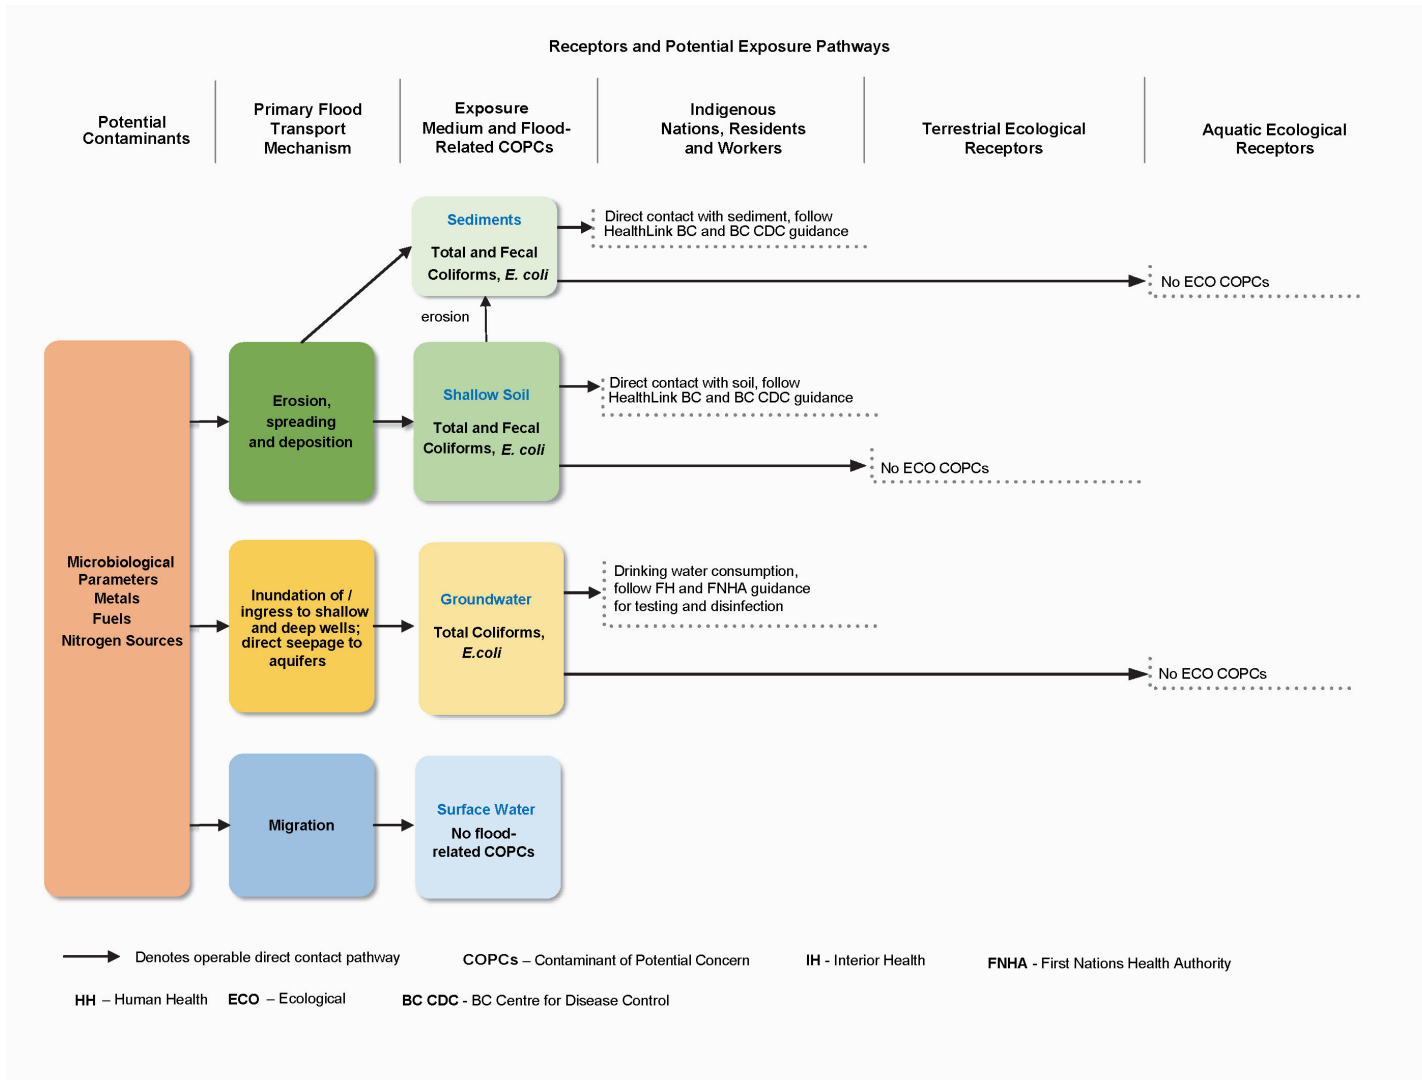 Receptors and Potential Exposure Pathways
Potential
Contaminants
Primary Flood
Transport
Mechanism
Exposure
Medium and Flood-
Related COPCs
Indigenous
Nations, Residents
and Workers
Terrestrial Ecological
Receptors
Aquatic Ecological
Receptors
Sediments
Total and Fecal
Coliforms, E. coli
Direct contact with sediment, follow
HealthLink BC and BC CDC guidance
No ECO COPCs
erosion
Microbiological
Parameters
Metals
Fuels
Nitrogen Sources
Erosion,
spreading
and deposition
Shallow Soil
Total and Fecal
Coliforms, E. coli
Direct contact with soil, follow
HealthLink BC and BC CDC guidance
No ECO COPCs
Inundation of /
ingress to shallow
and deep wells;
direct seepage to
aquifers
Groundwater
Total Coliforms,
E.coli
Drinking water consumption,
follow FH and FNHA guidance
for testing and disinfection
No ECO COPCs
Migration
Surface Water
No flood-
related COPCs
Denotes operable direct contact pathway
COPCs – Contaminant of Potential Concern
IH - Interior Health
FNHA - First Nations Health Authority
HH – Human Health
ECO – Ecological
BC CDC - BC Centre for Disease Control